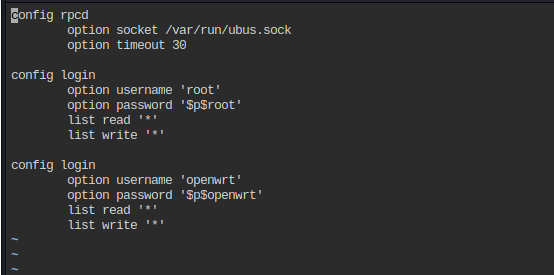 config rpcd
        option socket /var/run/ubus.sock
        option timeout 30

config login
        option username 'root'
        option password '$p$root'
        list read '*'
        list write '*'

config login
        option username 'openwrt'
        option password '$p$openwrt'
        list read '*'
        list write '*'
~
~
~